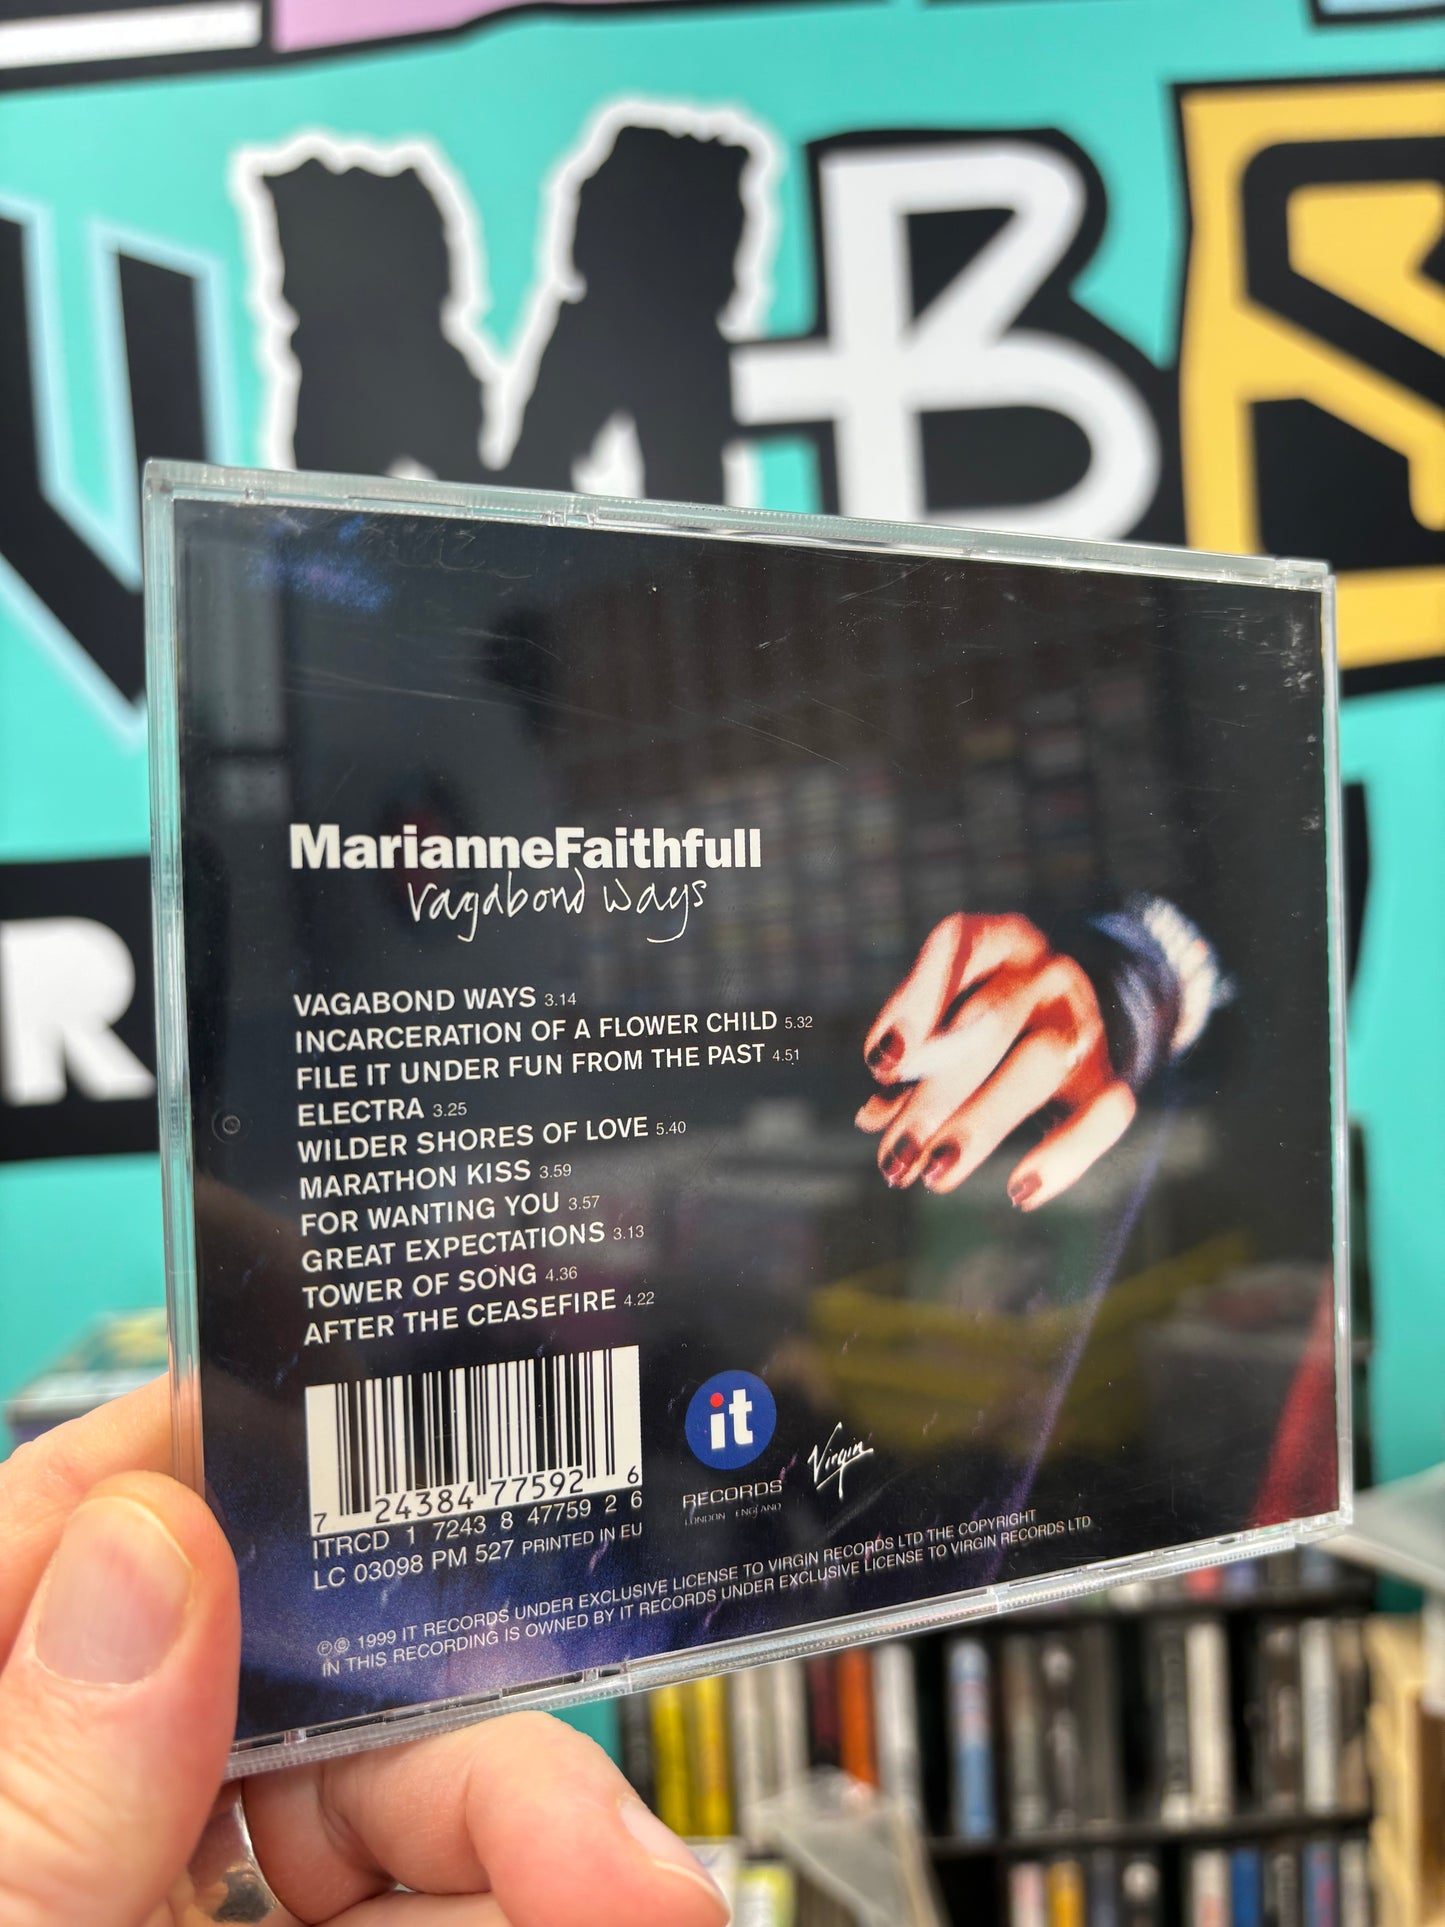 MB
R
MarianneFaithfull
Vagabond Ways
VAGABOND WAYS 3.14
INCARCERATION OF A FLOWER CHILD 5.32
FILE IT UNDER FUN FROM THE PAST 4.51
ELECTRA 3.25
WILDER SHORES OF LOVE 5.40
MARATHON KISS 3.59
FOR WANTING YOU 3.57
GREAT EXPECTATIONS 3.13
TOWER OF SONG 4.36
AFTER THE CEASEFIRE 4.22
7 24384 77592 6
ITRCD 1 7243 8 47759 2 6
LC 03098 PM 527 PRINTED IN EU
it
RECORDS
LONDON ENGLAND
Virgin
℗ © 1999 IT RECORDS UNDER EXCLUSIVE LICENSE TO VIRGIN RECORDS LTD THE COPYRIGHT
IN THIS RECORDING IS OWNED BY IT RECORDS UNDER EXCLUSIVE LICENSE TO VIRGIN RECORDS LTD